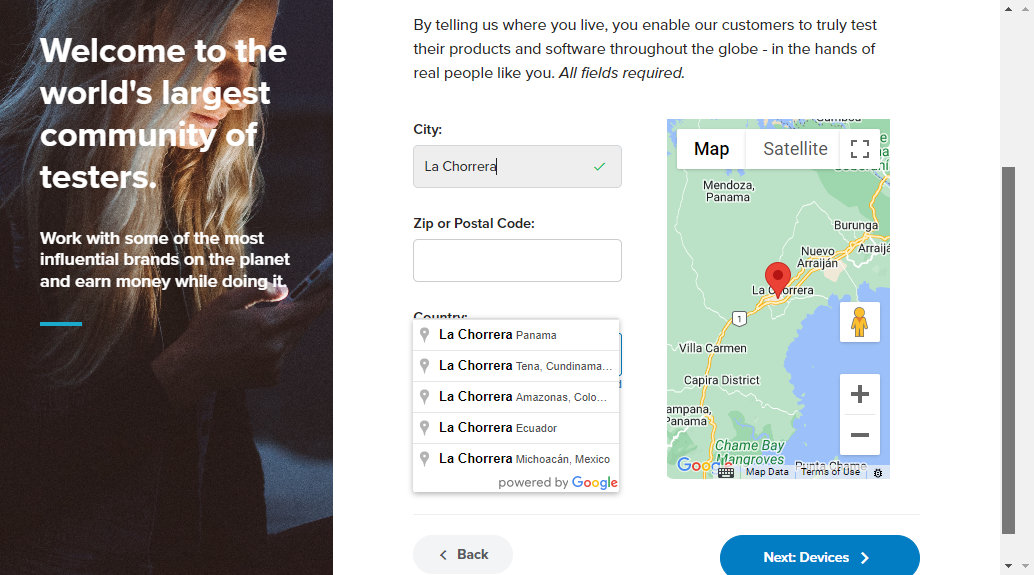 Welcome to the
world's largest
community of
testers.
Work with some of the most
influential brands on the planet
and earn money while doing it.
By telling us where you live, you enable our customers to truly test
their products and software throughout the globe - in the hands of
real people like you. All fields required.
City:
La Chorrera
Zip or Postal Code:
Country:
La Chorrera Panama
La Chorrera Tena, Cundinama...
La Chorrera Amazonas, Colo...
La Chorrera Ecuador
La Chorrera Michoacán, Mexico
powered by Google
Map
Satellite
Mendoza,
Panama
Burunga
Nuevo
Arraiján
La Chorrera
1
Villa Carmen
Capira District
Chame Bay
Mangroves
Punta Chame
Google
Map Data
Terms of Use
Back
Next: Devices